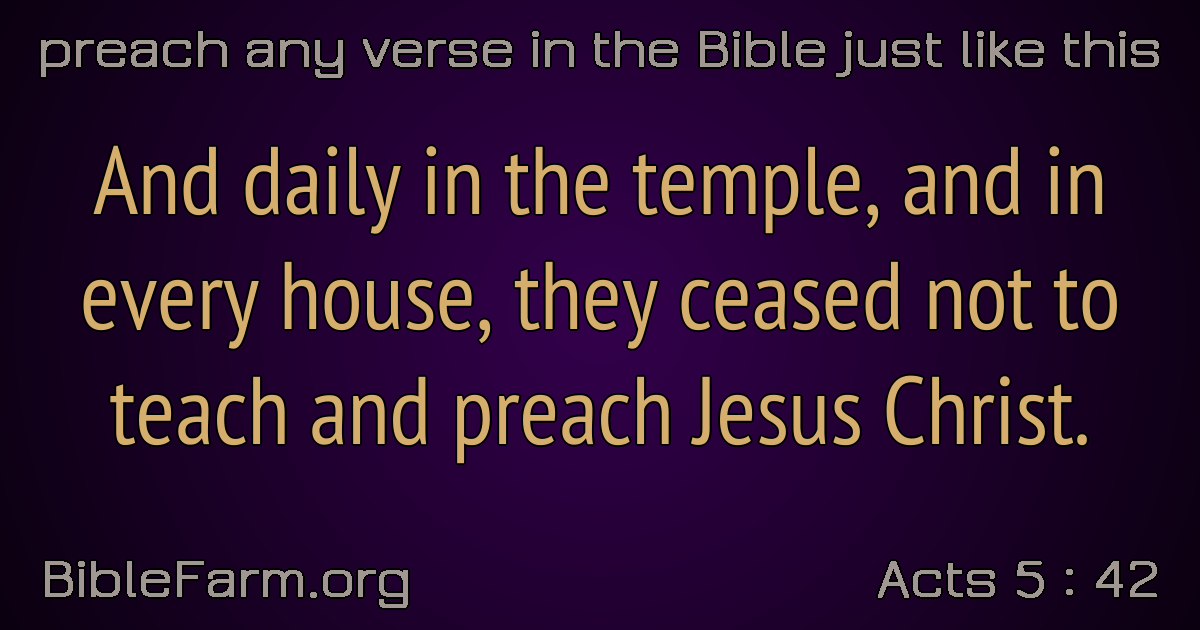 preach any verse in the Bible just like this
And daily in the temple, and in
every house, they ceased not to
teach and preach Jesus Christ.
BibleFarm.org
Acts 5 : 42